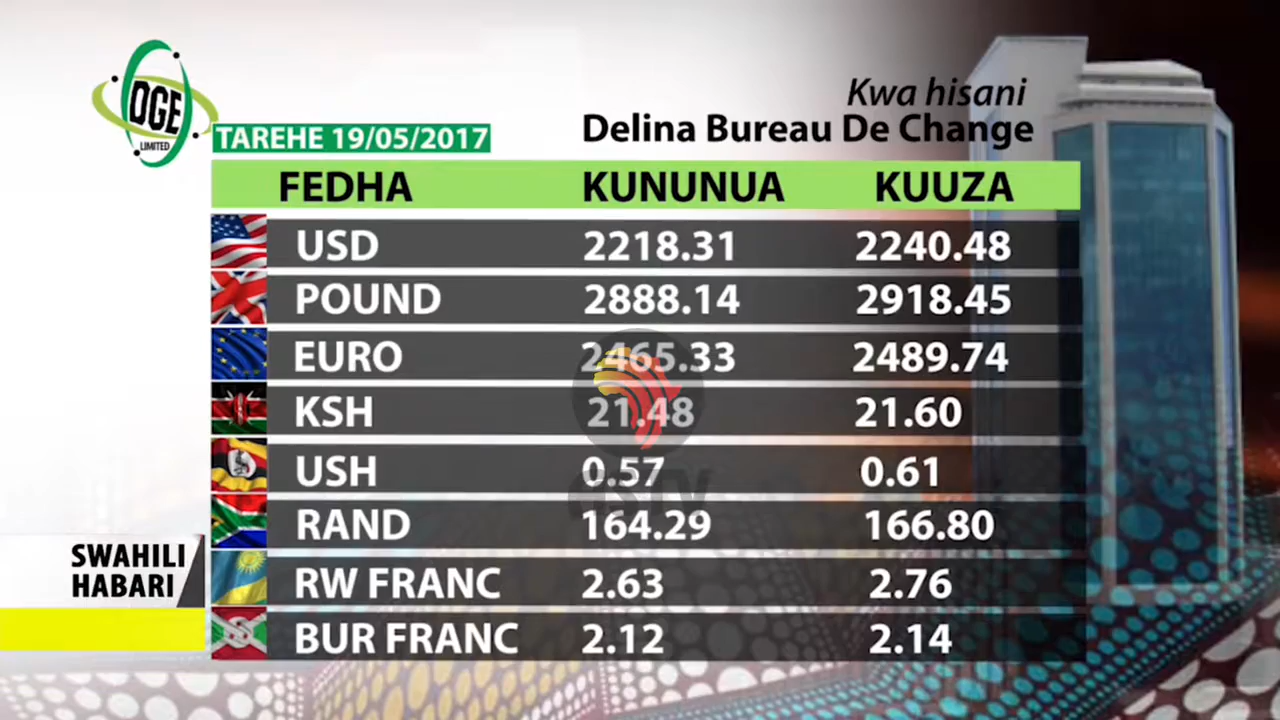 DGE
LIMITED
TAREHE 19/05/2017
Kwa hisani
Delina Bureau De Change
FEDHA KUNUNUA KUUZA
USD 2218.31 2240.48
POUND 2888.14 2918.45
EURO 2465.33 2489.74
KSH 21.48 21.60
USH 0.57 0.61
RAND 164.29 166.80
RW FRANC 2.63 2.76
BUR FRANC 2.12 2.14
SWAHILI
HABARI